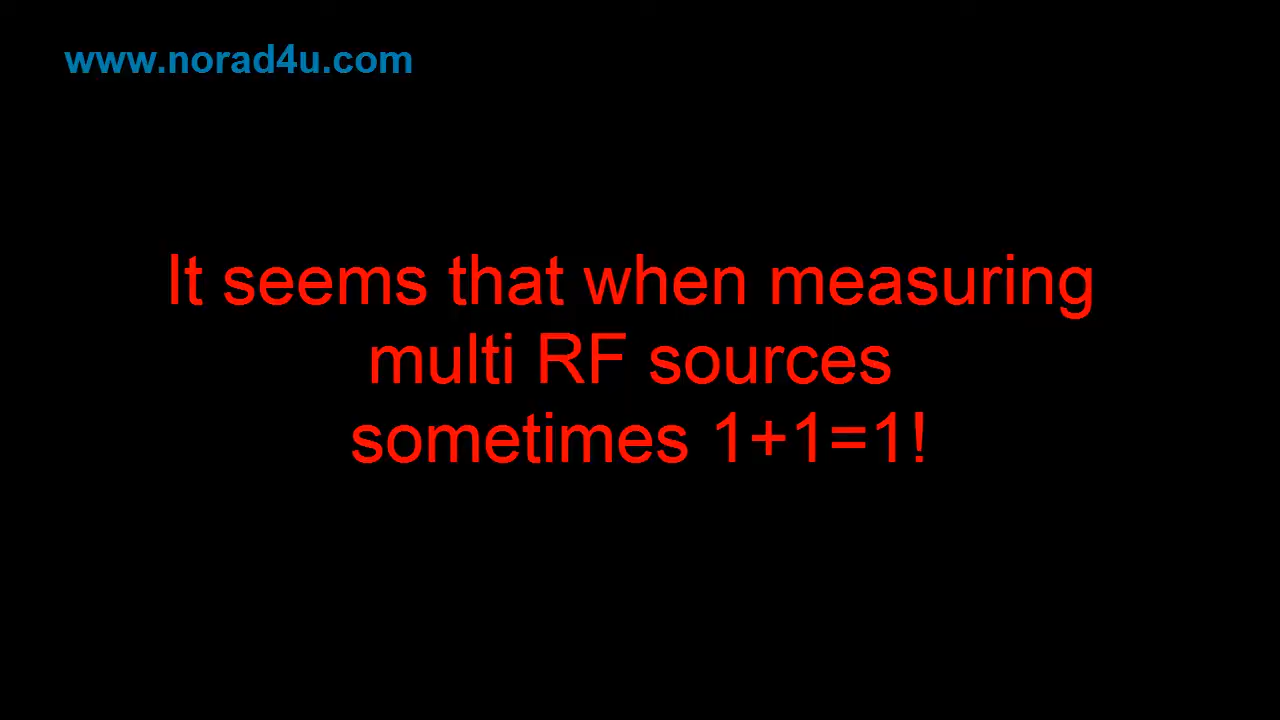 www.norad4u.com
It seems that when measuring
multi RF sources
sometimes 1+1=1!